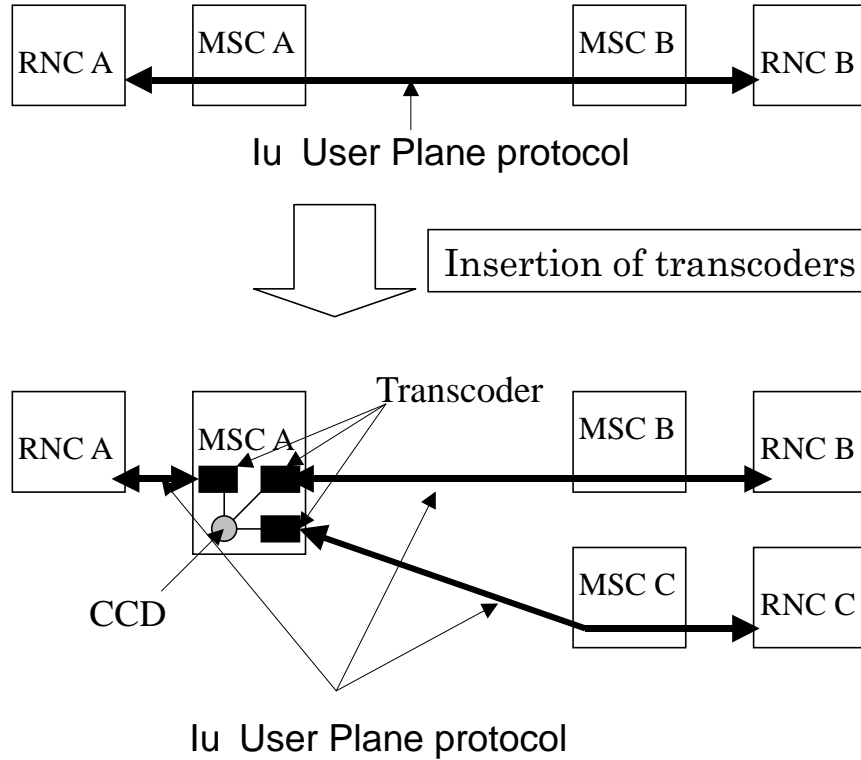 RNC A
MSC A
MSC B
RNC B
Iu User Plane protocol
Insertion of transcoders
Transcoder
RNC A
MSC A
MSC B
RNC B
CCD
MSC C
RNC C
Iu User Plane protocol